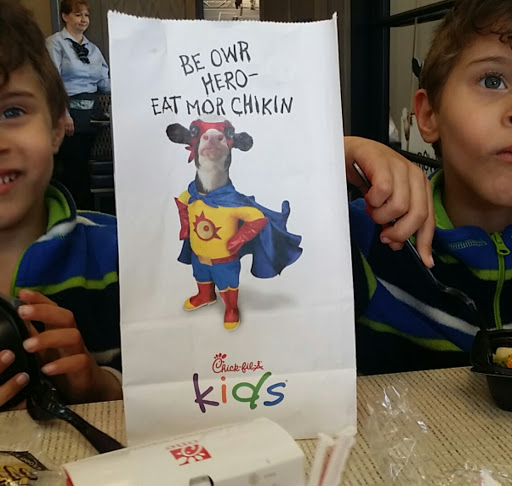 BE OWR
HERO-
EAT MOR CHIKIN
Chick-fil-A
kids